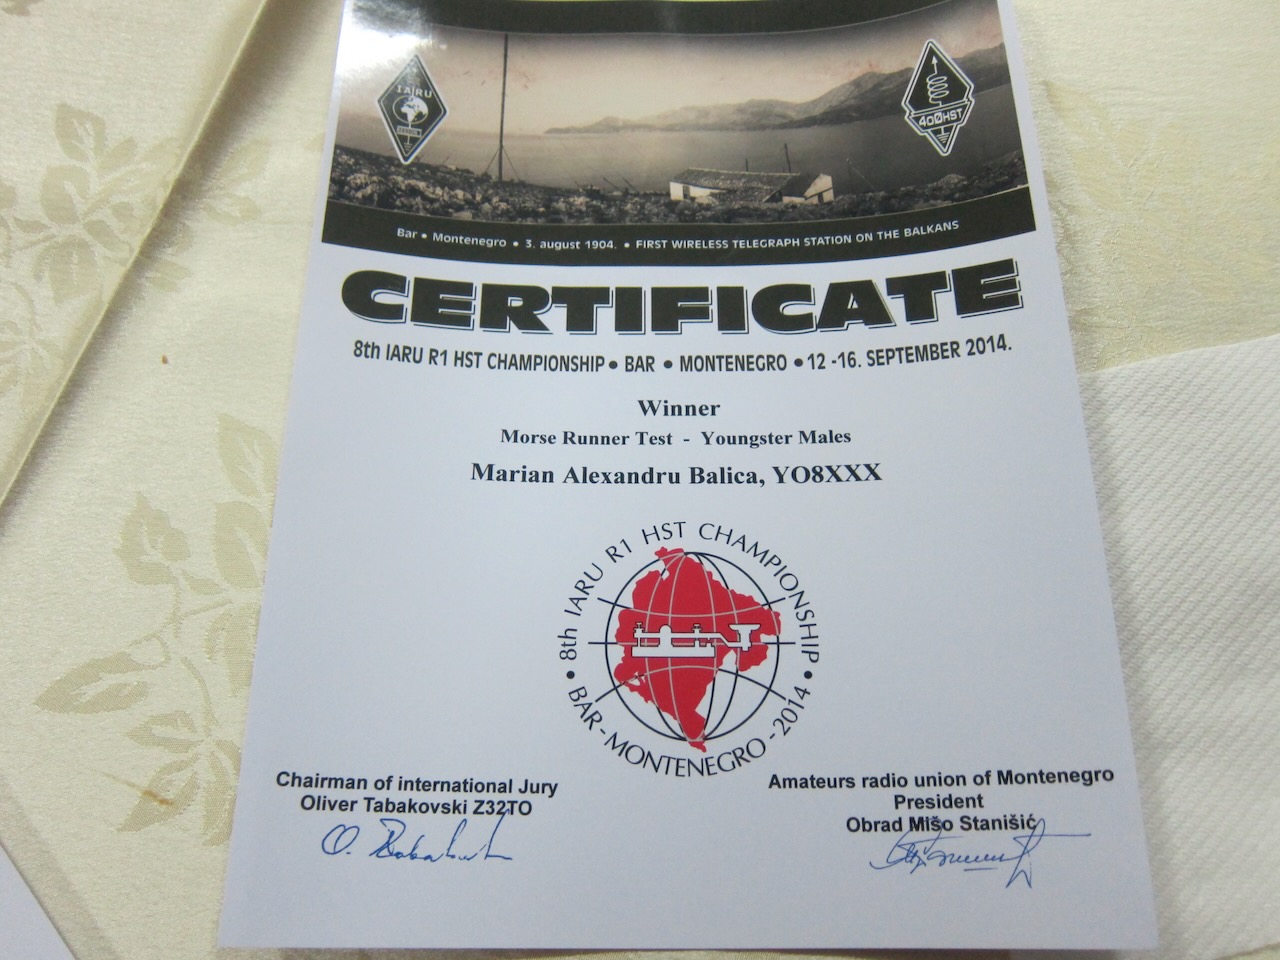 IARU
4O0HST
Bar • Montenegro • 3. august 1904. • FIRST WIRELESS TELEGRAPH STATION ON THE BALKANS
CERTIFICATE
8th IARU R1 HST CHAMPIONSHIP • BAR • MONTENEGRO • 12 -16. SEPTEMBER 2014.
Winner
Morse Runner Test - Youngster Males
Marian Alexandru Balica, YO8XXX
8th IARU R1 HST CHAMPIONSHIP
• BAR - MONTENEGRO - 2014 •
Chairman of international Jury
Oliver Tabakovski Z32TO
Amateurs radio union of Montenegro
President
Obrad Mišo Stanišić